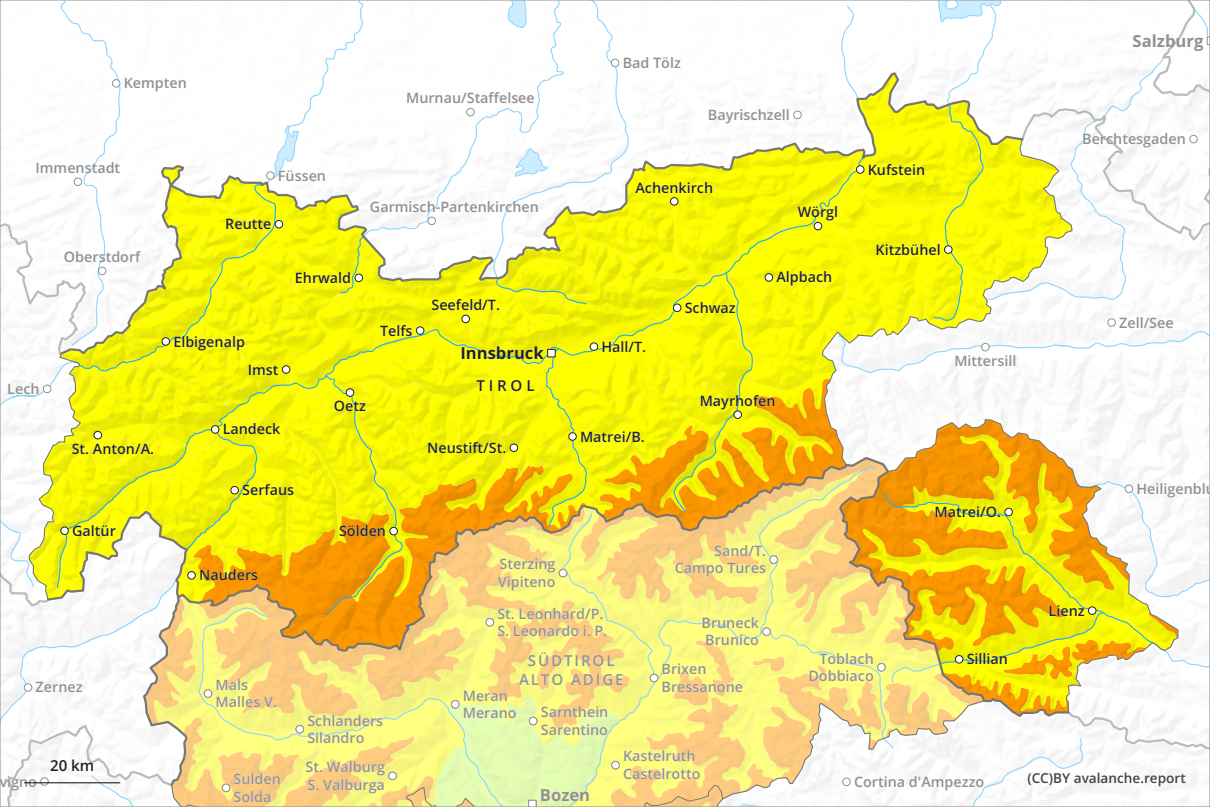 Salzburg
Bad Tölz
Kempten
Murnau/Staffelsee
Bayrischzell
Berchtesgaden
Immenstadt
Füssen
Kufstein
Achenkirch
Garmisch-Partenkirchen
Wörgl
Reutte
Kitzbühel
Oberstdorf
Ehrwald
Alpbach
Seefeld/T.
Schwaz
Zell/See
Telfs
Elbigenalp
Innsbruck
Hall/T.
Mittersill
Imst
TIROL
Lech
Oetz
Mayrhofen
Landeck
Matrei/B.
St. Anton/A.
Neustift/St.
Serfaus
Heiligenblu
Matrei/O.
Galtür
Sölden
Sand/T.
Campo Tures
Sterzing
Vipiteno
Nauders
Lienz
St. Leonhard/P.
S. Leonardo i. P.
Bruneck
Brunico
SÜDTIROL
ALTO ADIGE
Toblach
Dobbiaco
Sillian
Brixen
Bressanone
Zernez
Mals
Malles V.
Meran
Merano
Sarnthein
Sarentino
Schlanders
Silandro
Kastelruth
Castelrotto
St. Walburg
S. Valburga
20 km
vigno
Sulden
Solda
Cortina d'Ampezzo
(CC)BY avalanche.report
Bozen